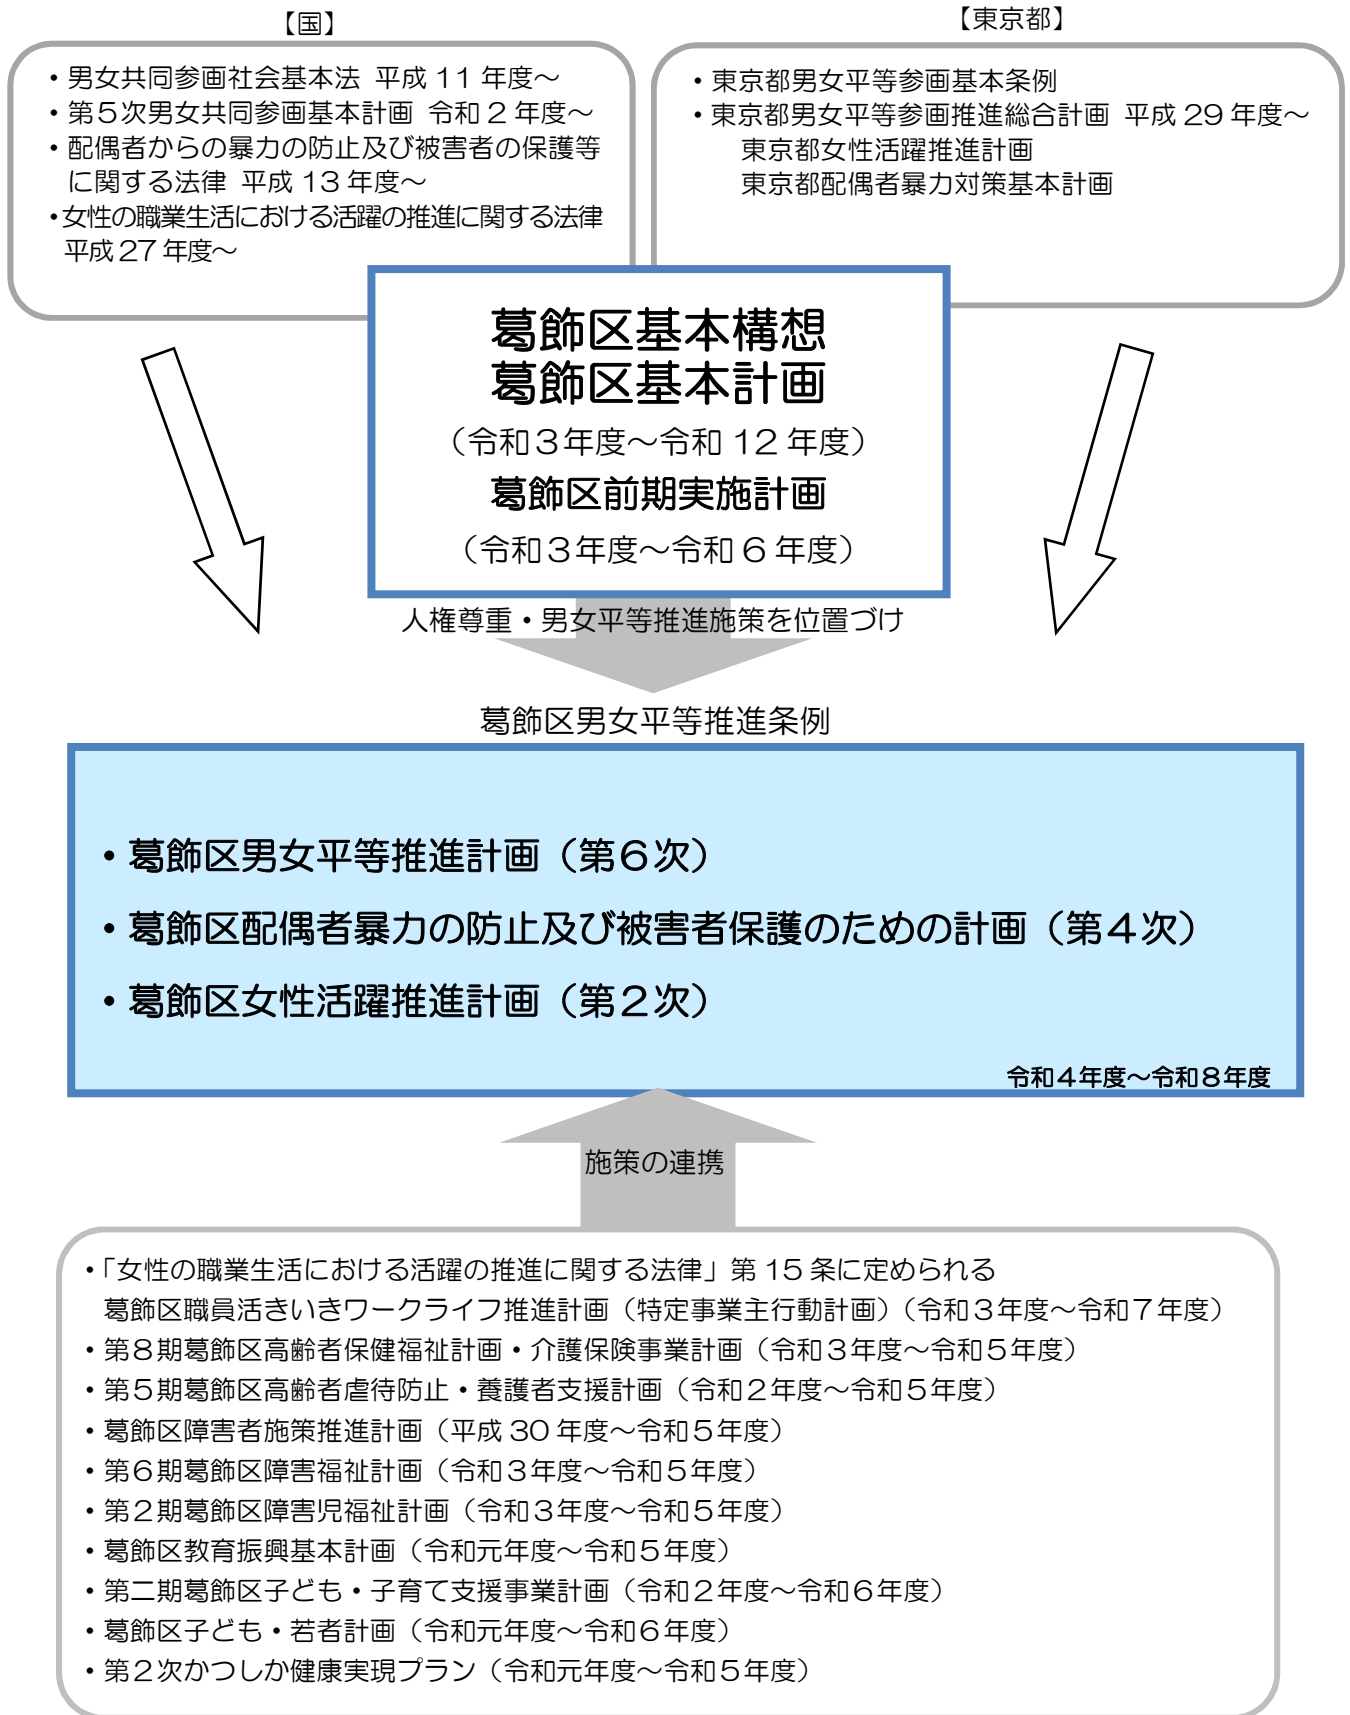 【国】
・男女共同参画社会基本法 平成 11 年度～
・第５次男女共同参画基本計画 令和 2 年度～
・配偶者からの暴力の防止及び被害者の保護等
に関する法律 平成 13 年度～
・女性の職業生活における活躍の推進に関する法律
平成 27 年度～
【東京都】
・東京都男女平等参画基本条例
・東京都男女平等参画推進総合計画 平成 29 年度～
東京都女性活躍推進計画
東京都配偶者暴力対策基本計画
葛飾区基本構想
葛飾区基本計画
（令和３年度～令和 12 年度）
葛飾区前期実施計画
（令和３年度～令和 6 年度）
人権尊重・男女平等推進施策を位置づけ
葛飾区男女平等推進条例
・葛飾区男女平等推進計画（第６次）
・葛飾区配偶者暴力の防止及び被害者保護のための計画（第４次）
・葛飾区女性活躍推進計画（第２次）
令和４年度～令和８年度
施策の連携
・「女性の職業生活における活躍の推進に関する法律」第 15 条に定められる
葛飾区職員活きいきワークライフ推進計画（特定事業主行動計画）（令和３年度～令和７年度）
・第８期葛飾区高齢者保健福祉計画・介護保険事業計画（令和３年度～令和５年度）
・第５期葛飾区高齢者虐待防止・養護者支援計画（令和２年度～令和５年度）
・葛飾区障害者施策推進計画（平成 30 年度～令和５年度）
・第６期葛飾区障害福祉計画（令和３年度～令和５年度）
・第２期葛飾区障害児福祉計画（令和３年度～令和５年度）
・葛飾区教育振興基本計画（令和元年度～令和５年度）
・第二期葛飾区子ども・子育て支援事業計画（令和２年度～令和６年度）
・葛飾区子ども・若者計画（令和元年度～令和６年度）
・第２次かつしか健康実現プラン（令和元年度～令和５年度）